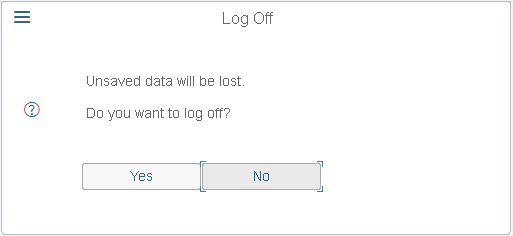 Log Off
Unsaved data will be lost.
Do you want to log off?
Yes No